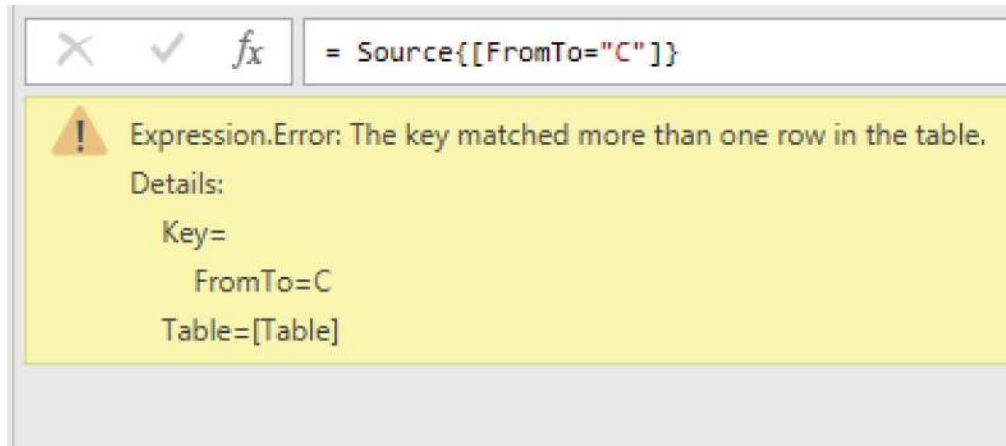 fx = Source{[FromTo="C"]}
! Expression.Error: The key matched more than one row in the table.
Details:
Key=
FromTo=C
Table=[Table]